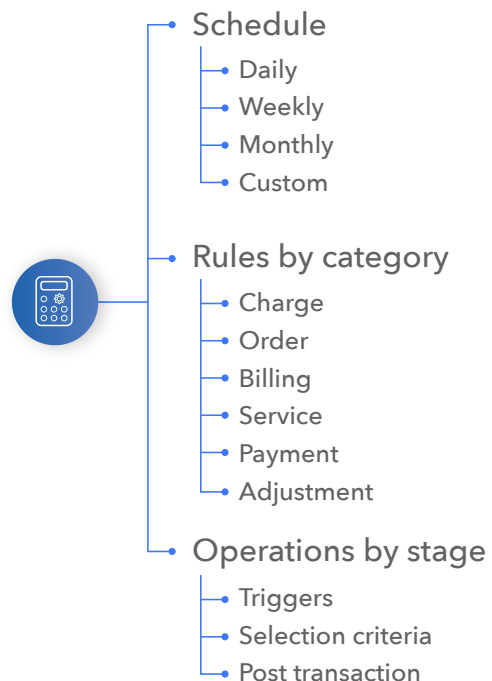 Schedule
Daily
Weekly
Monthly
Custom
Rules by category
Charge
Order
Billing
Service
Payment
Adjustment
Operations by stage
Triggers
Selection criteria
Post transaction